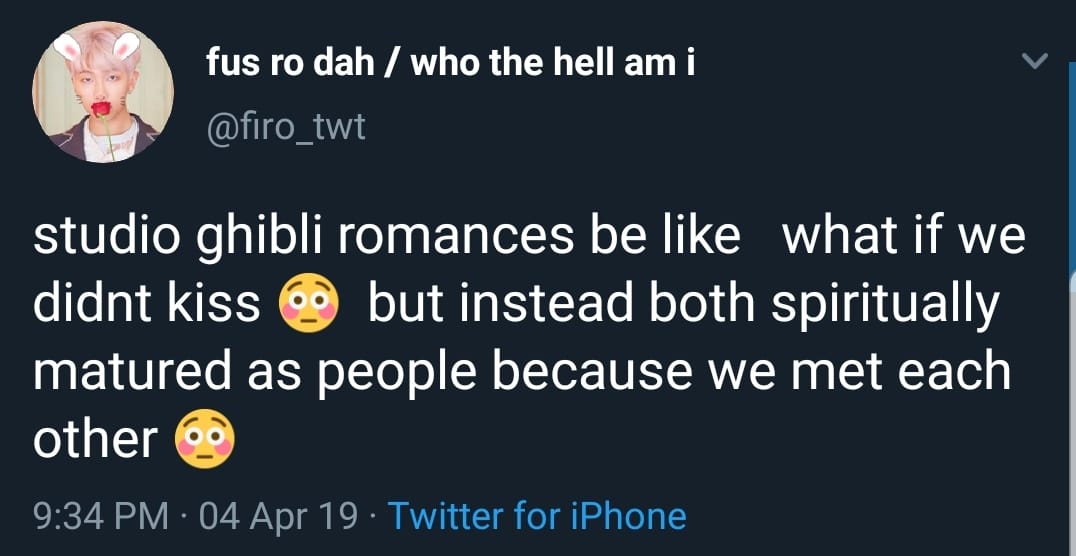 fus ro dah / who the hell am i
@firo_twt
studio ghibli romances be like   what if we
didnt kiss 😳  but instead both spiritually
matured as people because we met each
other 😳
9:34 PM · 04 Apr 19 · Twitter for iPhone